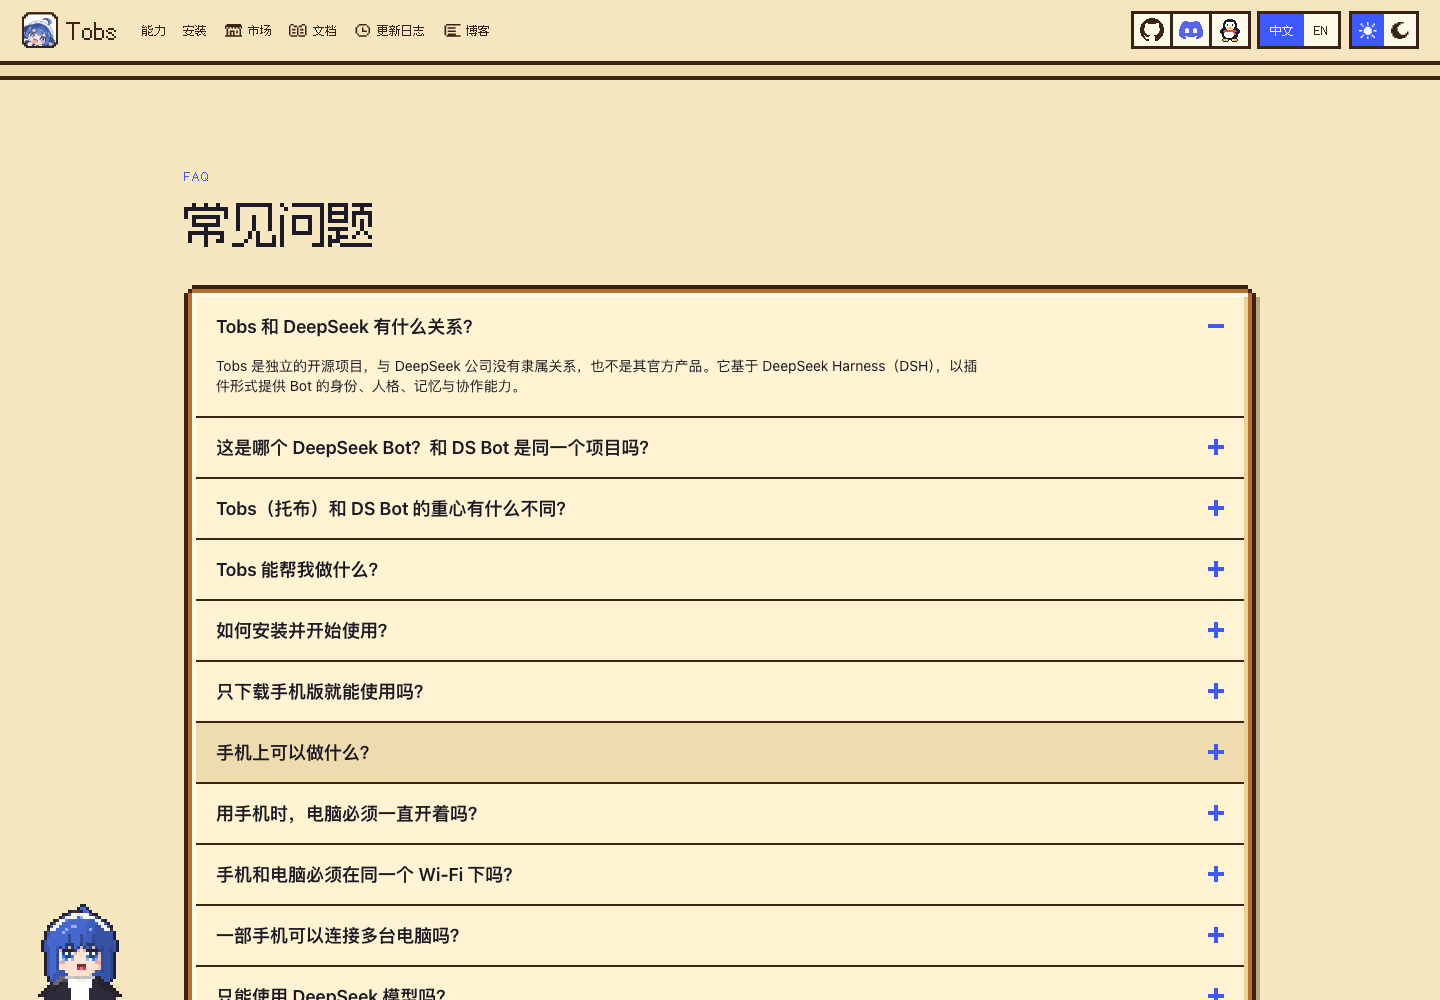 Tobs 能力 安装 市场 文档 更新日志 博客 中文 EN
FAQ
常见问题
Tobs 和 DeepSeek 有什么关系？
Tobs 是独立的开源项目，与 DeepSeek 公司没有隶属关系，也不是其官方产品。它基于 DeepSeek Harness（DSH），以插
件形式提供 Bot 的身份、人格、记忆与协作能力。
这是哪个 DeepSeek Bot？和 DS Bot 是同一个项目吗？
Tobs（托布）和 DS Bot 的重心有什么不同？
Tobs 能帮我做什么？
如何安装并开始使用？
只下载手机版就能使用吗？
手机上可以做什么？
用手机时，电脑必须一直开着吗？
手机和电脑必须在同一个 Wi-Fi 下吗？
一部手机可以连接多台电脑吗？
只能使用 DeepSeek 模型吗？